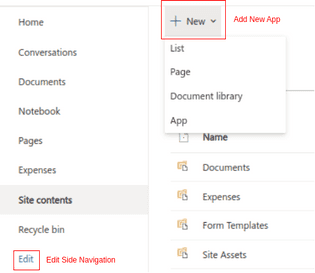 Home
Conversations
Documents
Notebook
Pages
Expenses
Site contents
Recycle bin
Edit
Edit Side Navigation
New
Add New App
List
Page
Document library
App
Name
Documents
Expenses
Form Templates
Site Assets